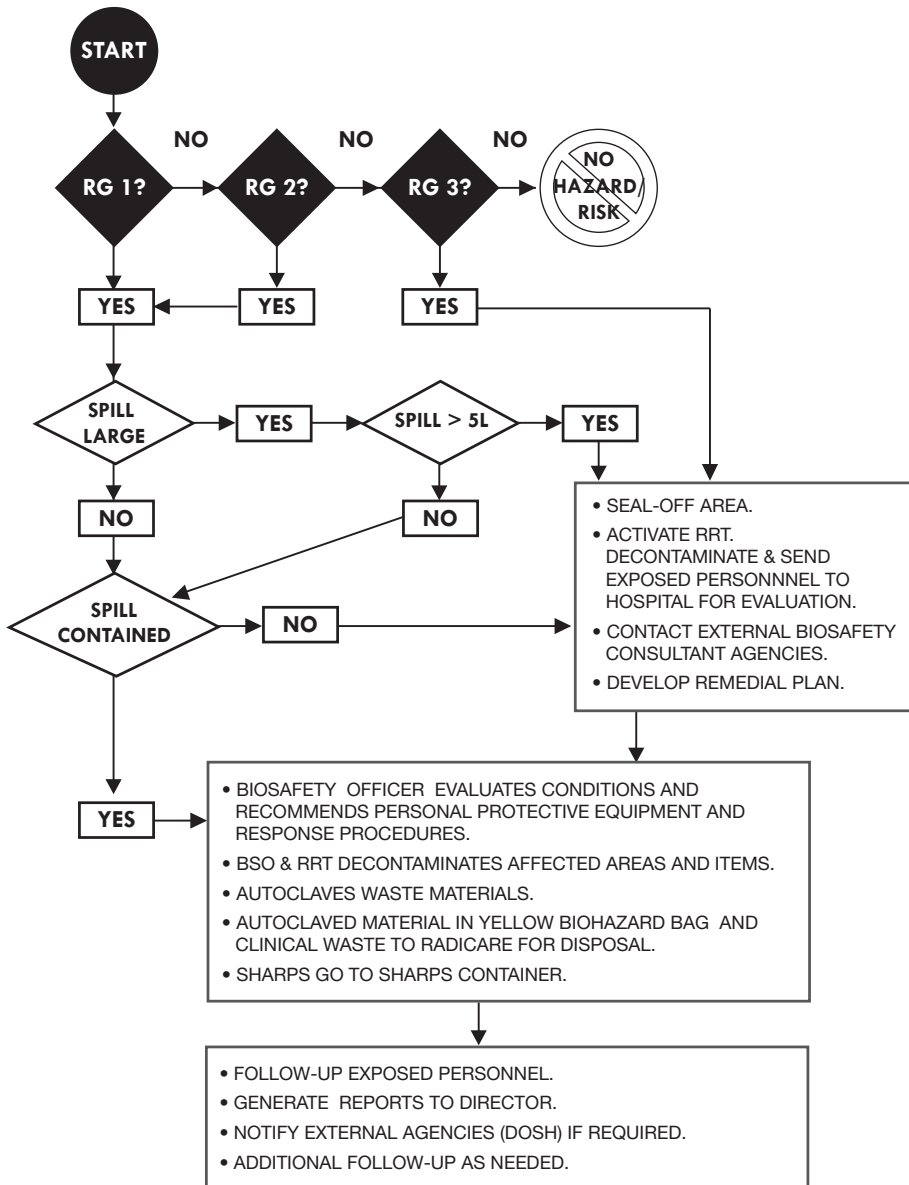 START
NO
NO
NO
RG 1?
RG 2?
RG 3?
NO
HAZARD/
RISK
YES
YES
YES
SPILL
LARGE
YES
SPILL > 5L
YES
NO
NO
SPILL
CONTAINED
NO
• SEAL-OFF AREA.
• ACTIVATE RRT.
DECONTAMINATE & SEND
EXPOSED PERSONNNEL TO
HOSPITAL FOR EVALUATION.
• CONTACT EXTERNAL BIOSAFETY
CONSULTANT AGENCIES.
• DEVELOP REMEDIAL PLAN.
YES
• BIOSAFETY OFFICER EVALUATES CONDITIONS AND
RECOMMENDS PERSONAL PROTECTIVE EQUIPMENT AND
RESPONSE PROCEDURES.
• BSO & RRT DECONTAMINATES AFFECTED AREAS AND ITEMS.
• AUTOCLAVES WASTE MATERIALS.
• AUTOCLAVED MATERIAL IN YELLOW BIOHAZARD BAG AND
CLINICAL WASTE TO RADICARE FOR DISPOSAL.
• SHARPS GO TO SHARPS CONTAINER.
• FOLLOW-UP EXPOSED PERSONNEL.
• GENERATE REPORTS TO DIRECTOR.
• NOTIFY EXTERNAL AGENCIES (DOSH) IF REQUIRED.
• ADDITIONAL FOLLOW-UP AS NEEDED.